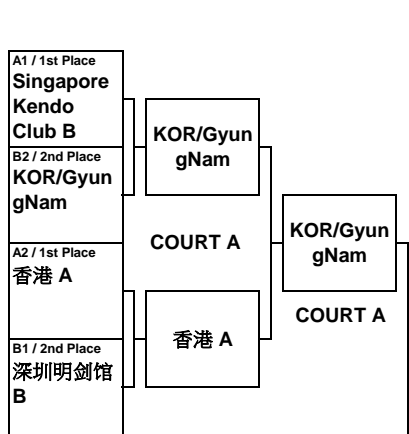 A1 / 1st Place
Singapore
Kendo
Club B
B2 / 2nd Place
KOR/Gyun
gNam
A2 / 1st Place
香港 A
B1 / 2nd Place
深圳明剑馆
B
KOR/Gyun
gNam
COURT A
香港 A
KOR/Gyun
gNam
COURT A